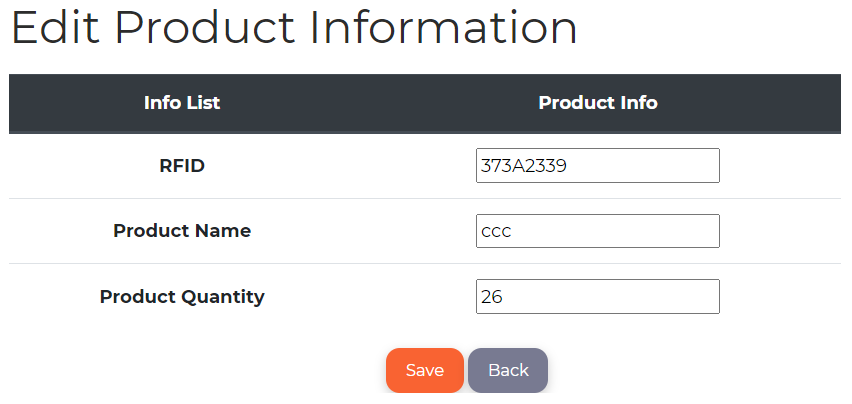 Edit Product Information
Info List Product Info
RFID 373A2339
Product Name ccc
Product Quantity 26
Save Back